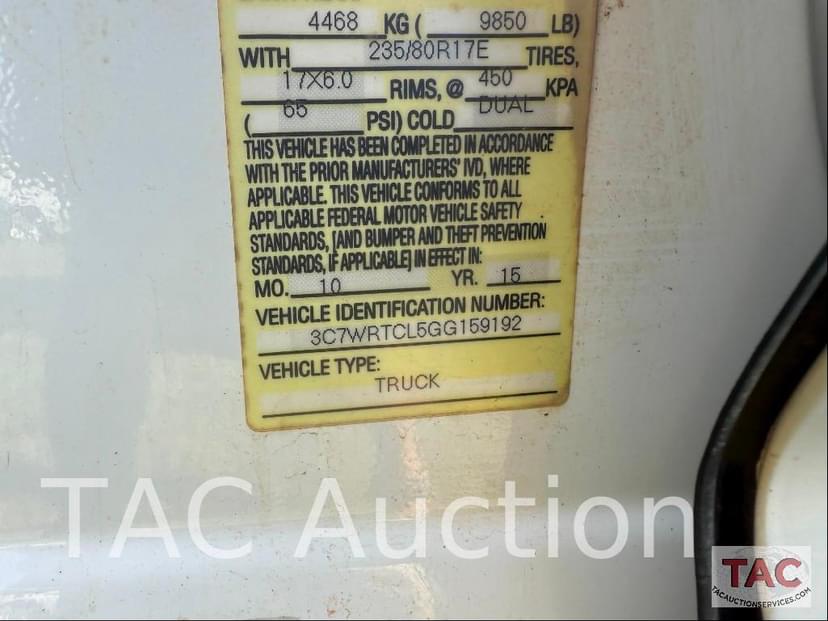 4468 KG ( 9850 LB)
WITH 235/80R17E TIRES,
17X6.0 RIMS, @ 450 KPA
( 65 PSI) COLD DUAL
THIS VEHICLE HAS BEEN COMPLETED IN ACCORDANCE
WITH THE PRIOR MANUFACTURERS' IVD, WHERE
APPLICABLE. THIS VEHICLE CONFORMS TO ALL
APPLICABLE FEDERAL MOTOR VEHICLE SAFETY
STANDARDS, [AND BUMPER AND THEFT PREVENTION
STANDARDS, IF APPLICABLE] IN EFFECT IN:
MO. 10 YR. 15
VEHICLE IDENTIFICATION NUMBER:
3C7WRTCL5GG159192
VEHICLE TYPE:
TRUCK
TAC Auction
TAC
TACAUCTIONSERVICES.COM